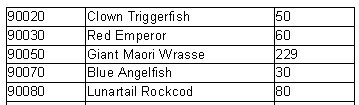 90020 Clown Triggerfish 50
90030 Red Emperor 60
90050 Giant Maori Wrasse 229
90070 Blue Angelfish 30
90080 Lunartail Rockcod 80